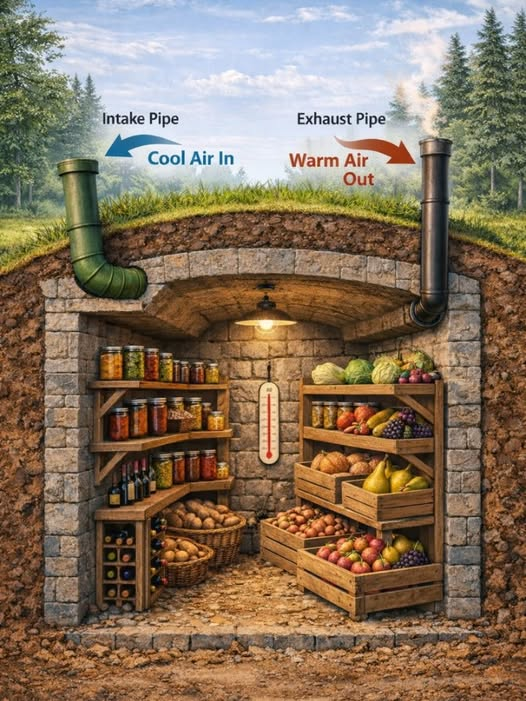 Intake Pipe
Cool Air In
Exhaust Pipe
Warm Air
Out